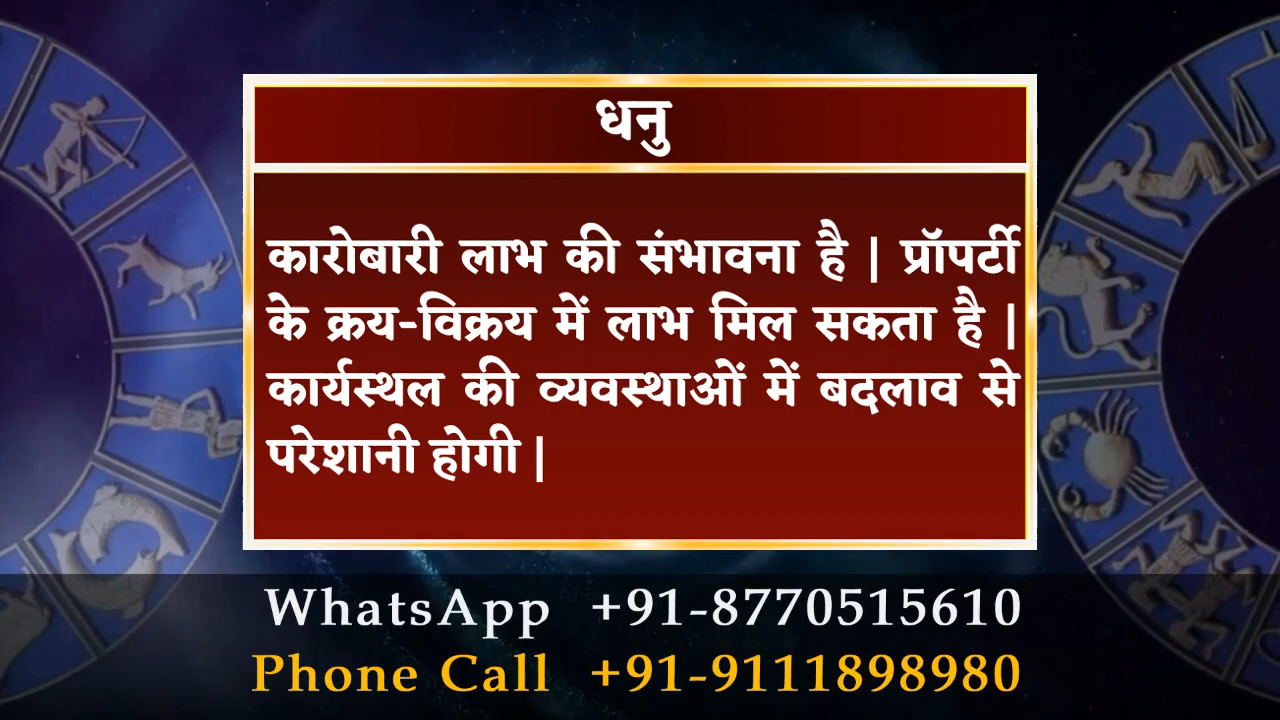 धनु
कारोबारी लाभ की संभावना है | प्रॉपर्टी
के क्रय-विक्रय में लाभ मिल सकता है |
कार्यस्थल की व्यवस्थाओं में बदलाव से
परेशानी होगी |
WhatsApp +91-8770515610
Phone Call +91-9111898980